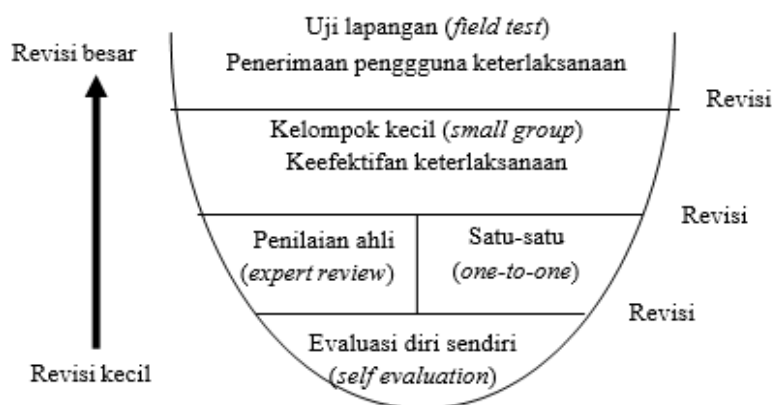 Uji lapangan (field test)
Penerimaan penggguna keterlaksanaan
Revisi besar
Revisi
Kelompok kecil (small group)
Keefektifan keterlaksanaan
Revisi
Penilaian ahli
(expert review)
Satu-satu
(one-to-one)
Revisi
Evaluasi diri sendiri
(self evaluation)
Revisi kecil